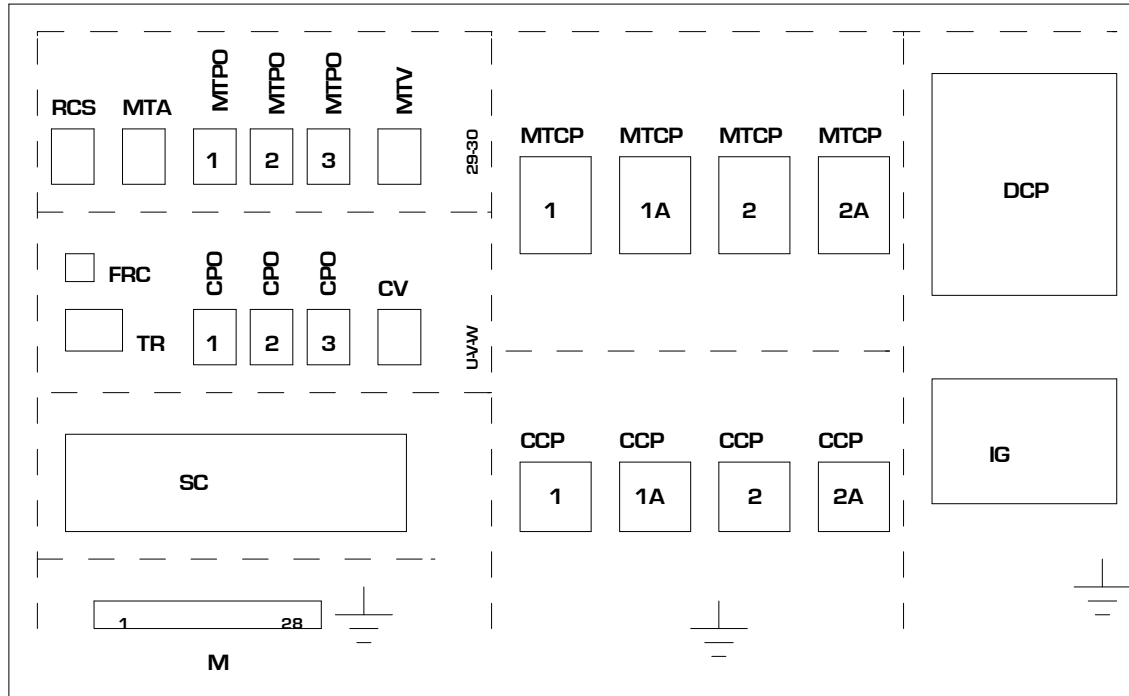 RCS MTA MTPO MTPO MTPO MTV
1 2 3
29-30
MTCP MTCP MTCP MTCP
1 1A 2 2A
DCP
FRC
CPO CPO CPO CV
TR
1 2 3
U-V-W
CCP CCP CCP CCP
1 1A 2 2A
IG
SC
1 28
M